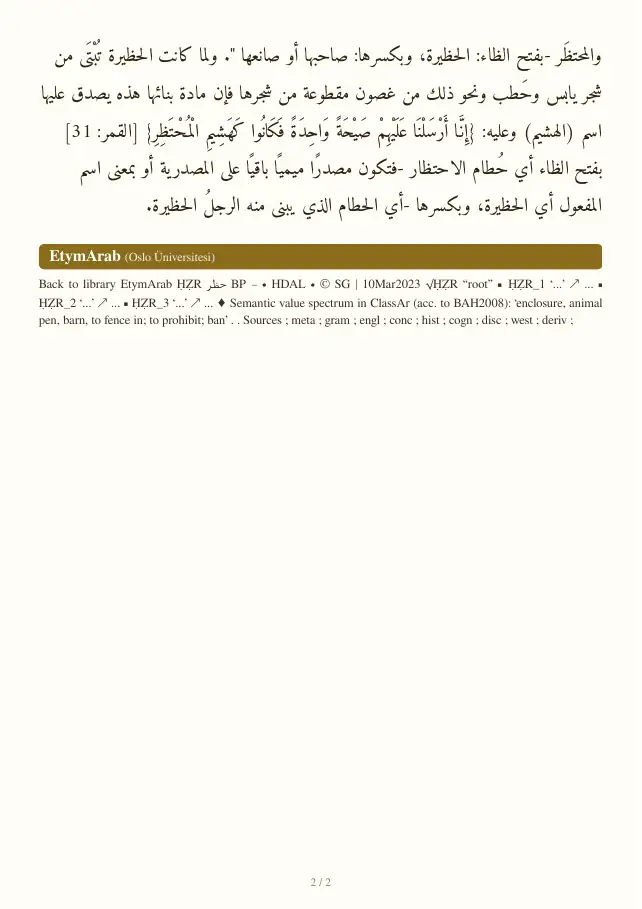 والمحتظَر -بفتح الظاء: الحظيرة، وبكسرها: صاحبها أو صانعها ". ولما كانت الحظيرة تُبْتَى من
شجر يابس وحَطب ونحو ذلك من غصون مقطوعة من شجرها فإن مادة بنائها هذه يصدق عليها
اسم (الهشيم) وعليه: {إِنَّا أَرْسَلْنَا عَلَيْهِمْ صَيْحَةً وَاحِدَةً فَكَانُوا كَهَشِيمِ الْمُحْتَظِرِ} [القمر: 31]
بفتح الظاء أي حُطام الاحتظار -فتكون مصدرًا ميميًا باقيًا على المصدرية أو بمعنى اسم
المفعول أي الحظيرة، وبكسرها -أي الحطام الذي يبنى منه الرجلُ الحظيرة.
EtymArab (Oslo Üniversitesi)
Back to library EtymArab ḤẒR حظر BP – • HDAL • © SG | 10Mar2023 √ḤẒR “root” ▪ ḤẒR_1 ‘...’ ↗ ... ▪
ḤẒR_2 ‘...’ ↗ ... ▪ ḤẒR_3 ‘...’ ↗ ... ♦ Semantic value spectrum in ClassAr (acc. to BAH2008): ‘enclosure, animal
pen, barn, to fence in; to prohibit; ban’ . . Sources ; meta ; gram ; engl ; conc ; hist ; cogn ; disc ; west ; deriv ;
2 / 2